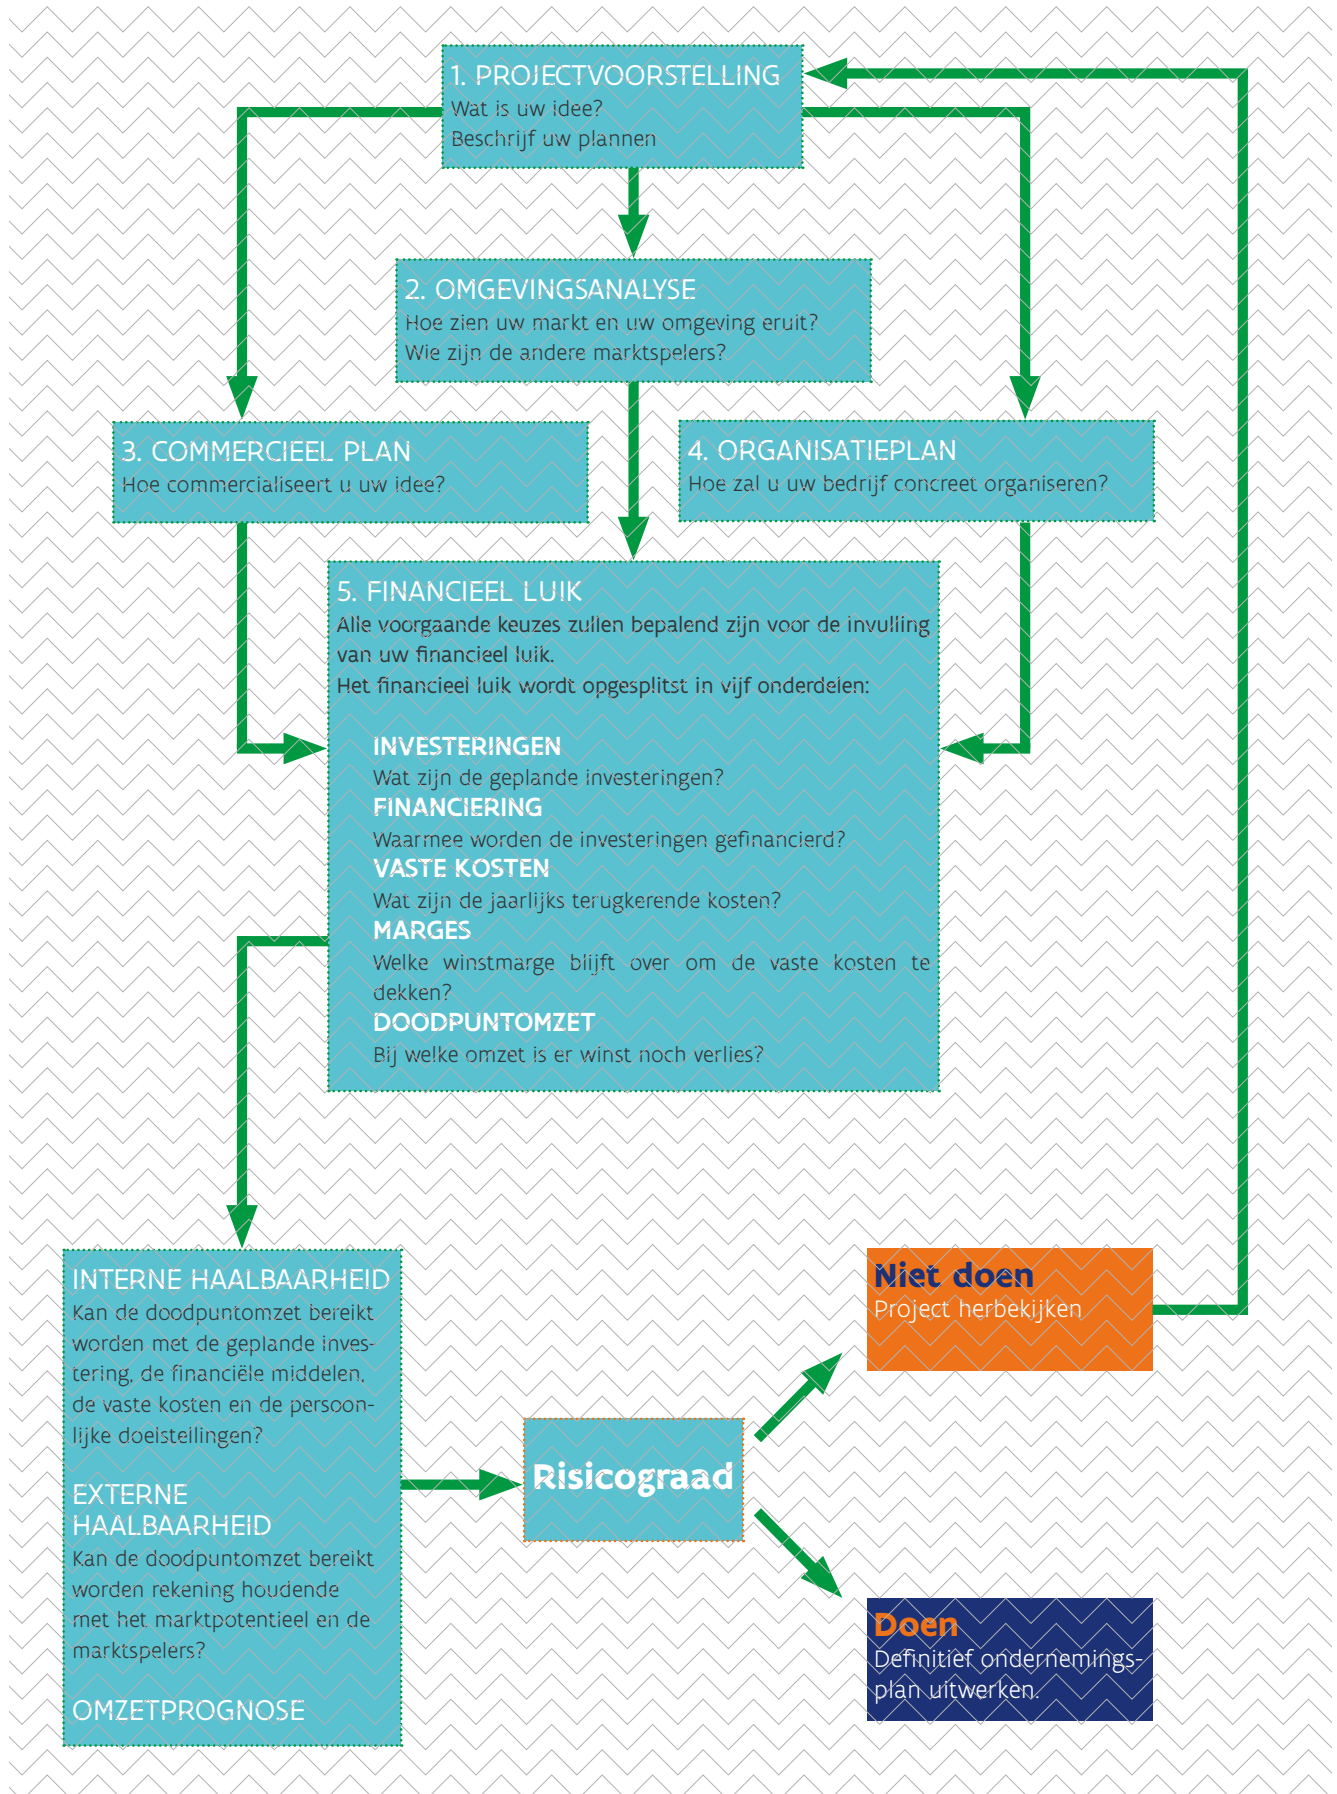 1. PROJECTVOORSTELLING
Wat is uw idee?
Beschrijf uw plannen
2. OMGEVINGSANALYSE
Hoe zien uw markt en uw omgeving eruit?
Wie zijn de andere marktspelers?
3. COMMERCIEEL PLAN
Hoe commercialiseert u uw idee?
4. ORGANISATIEPLAN
Hoe zal u uw bedrijf concreet organiseren?
5. FINANCIEEL LUIK
Alle voorgaande keuzes zullen bepalend zijn voor de invulling
van uw financieel luik.
Het financieel luik wordt opgesplitst in vijf onderdelen:
INVESTERINGEN
Wat zijn de geplande investeringen?
FINANCIERING
Waarmee worden de investeringen gefinancierd?
VASTE KOSTEN
Wat zijn de jaarlijks terugkerende kosten?
MARGES
Welke winstmarge blijft over om de vaste kosten te
dekken?
DOODPUNTOMZET
Bij welke omzet is er winst noch verlies?
INTERNE HAALBAARHEID
Kan de doodpuntomzet bereikt
worden met de geplande inves-
tering, de financiële middelen,
de vaste kosten en de persoon-
lijke doelstellingen?
EXTERNE
HAALBAARHEID
Kan de doodpuntomzet bereikt
worden rekening houdende
met het marktpotentieel en de
marktspelers?
OMZETPROGNOSE
Risicograad
Niet doen
Project herbekijken
Doen
Definitief ondernemings-
plan uitwerken.